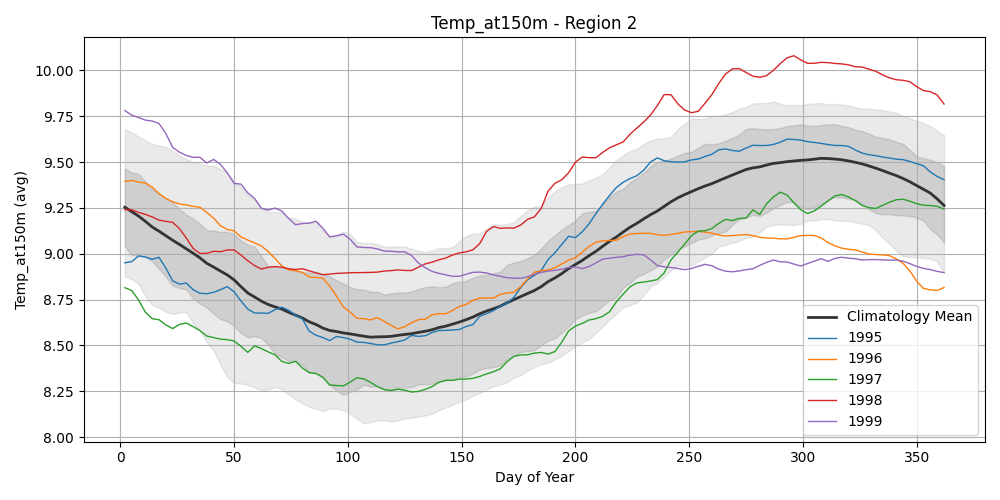 Temp_at150m - Region 2
Temp_at150m (avg)
10.00
9.75
9.50
9.25
9.00
8.75
8.50
8.25
8.00
Climatology Mean
1995
1996
1997
1998
1999
0 50 100 150 200 250 300 350
Day of Year